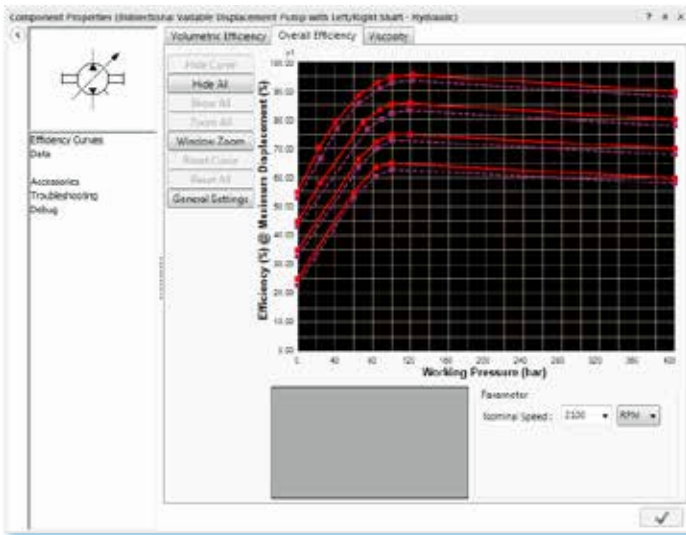 Component Properties (Bidirectional Variable Displacement Pump with Left/Right Shaft - Hydraulic)
Volumetric Efficiency
Overall Efficiency
Viscosity
Hide Curve
Hide All
Show All
Zoom All
Window Zoom
Reset Curve
Reset All
General Settings
Efficiency Curves
Data
Accessories
Troubleshooting
Debug
x1
100.00
90.00
80.00
70.00
60.00
50.00
40.00
30.00
20.00
10.00
0.00
Efficiency (%) @ Maximum Displacement (%)
0 40 80 120 160 200 240 280 320 360 400
Working Pressure (bar)
Parameter
Nominal Speed : 2100 RPM